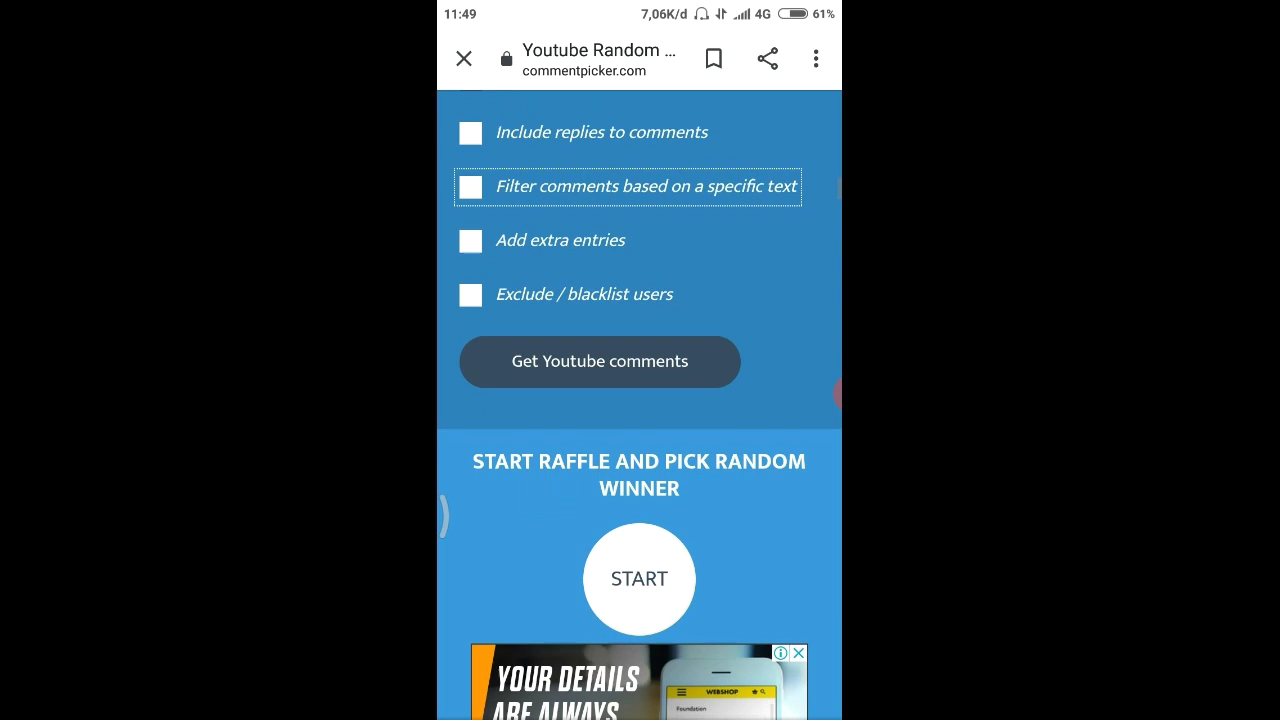 11:49 7,06K/d 4G 61%
Youtube Random ...
commentpicker.com
Include replies to comments
Filter comments based on a specific text
Add extra entries
Exclude / blacklist users
Get Youtube comments
START RAFFLE AND PICK RANDOM
WINNER
START
YOUR DETAILS
ARE ALWAYS
WEBSHOP
Foundation